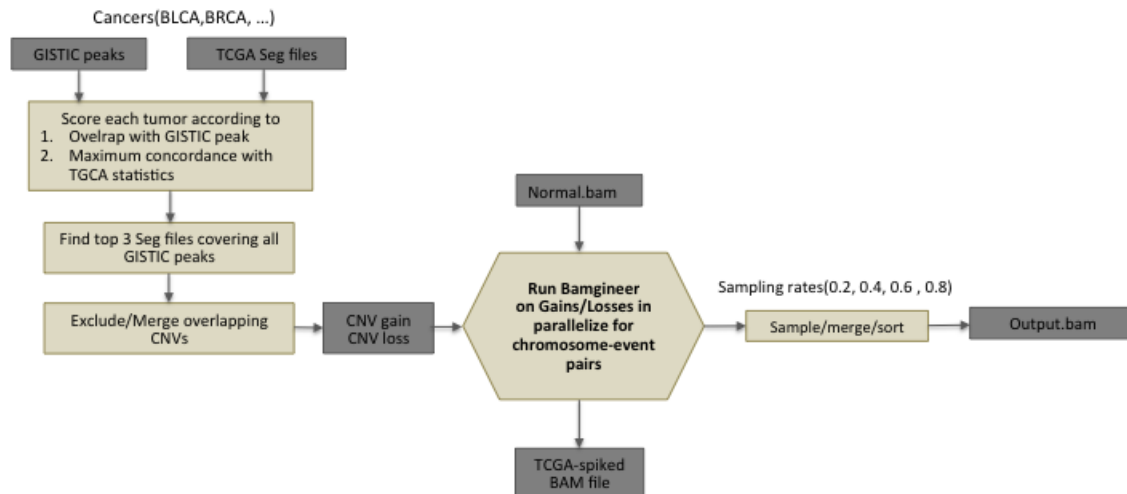 Cancers(BLCA,BRCA, ...)
GISTIC peaks
TCGA Seg files
Score each tumor according to
1. Ovelrap with GISTIC peak
2. Maximum concordance with
TGCA statistics
Find top 3 Seg files covering all
GISTIC peaks
Exclude/Merge overlapping
CNVs
CNV gain
CNV loss
Normal.bam
Run Bamgineer
on Gains/Losses in
parallelize for
chromosome-event
pairs
TCGA-spiked
BAM file
Sampling rates(0.2, 0.4, 0.6 , 0.8)
Sample/merge/sort
Output.bam